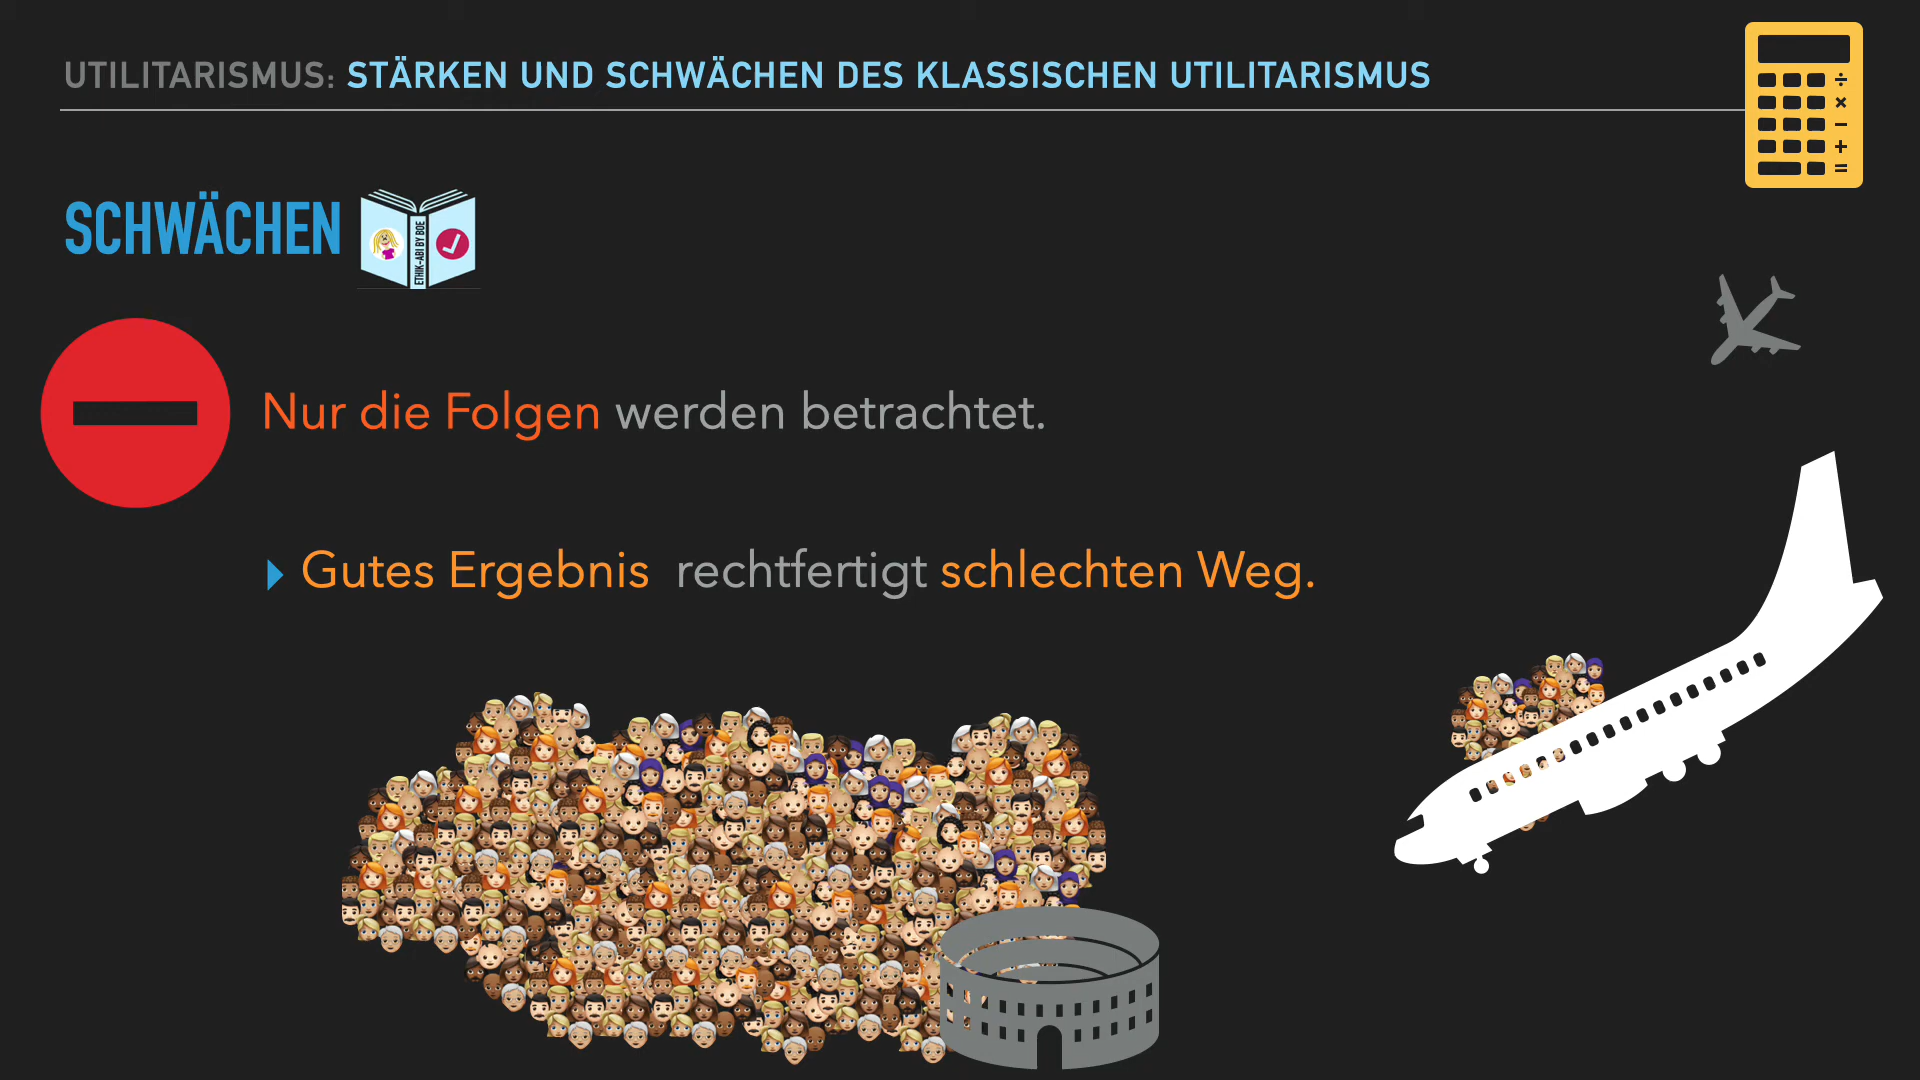 UTILITARISMUS: STÄRKEN UND SCHWÄCHEN DES KLASSISCHEN UTILITARISMUS
SCHWÄCHEN
ETHIK-ABI BY BOE
Nur die Folgen werden betrachtet.
Gutes Ergebnis rechtfertigt schlechten Weg.